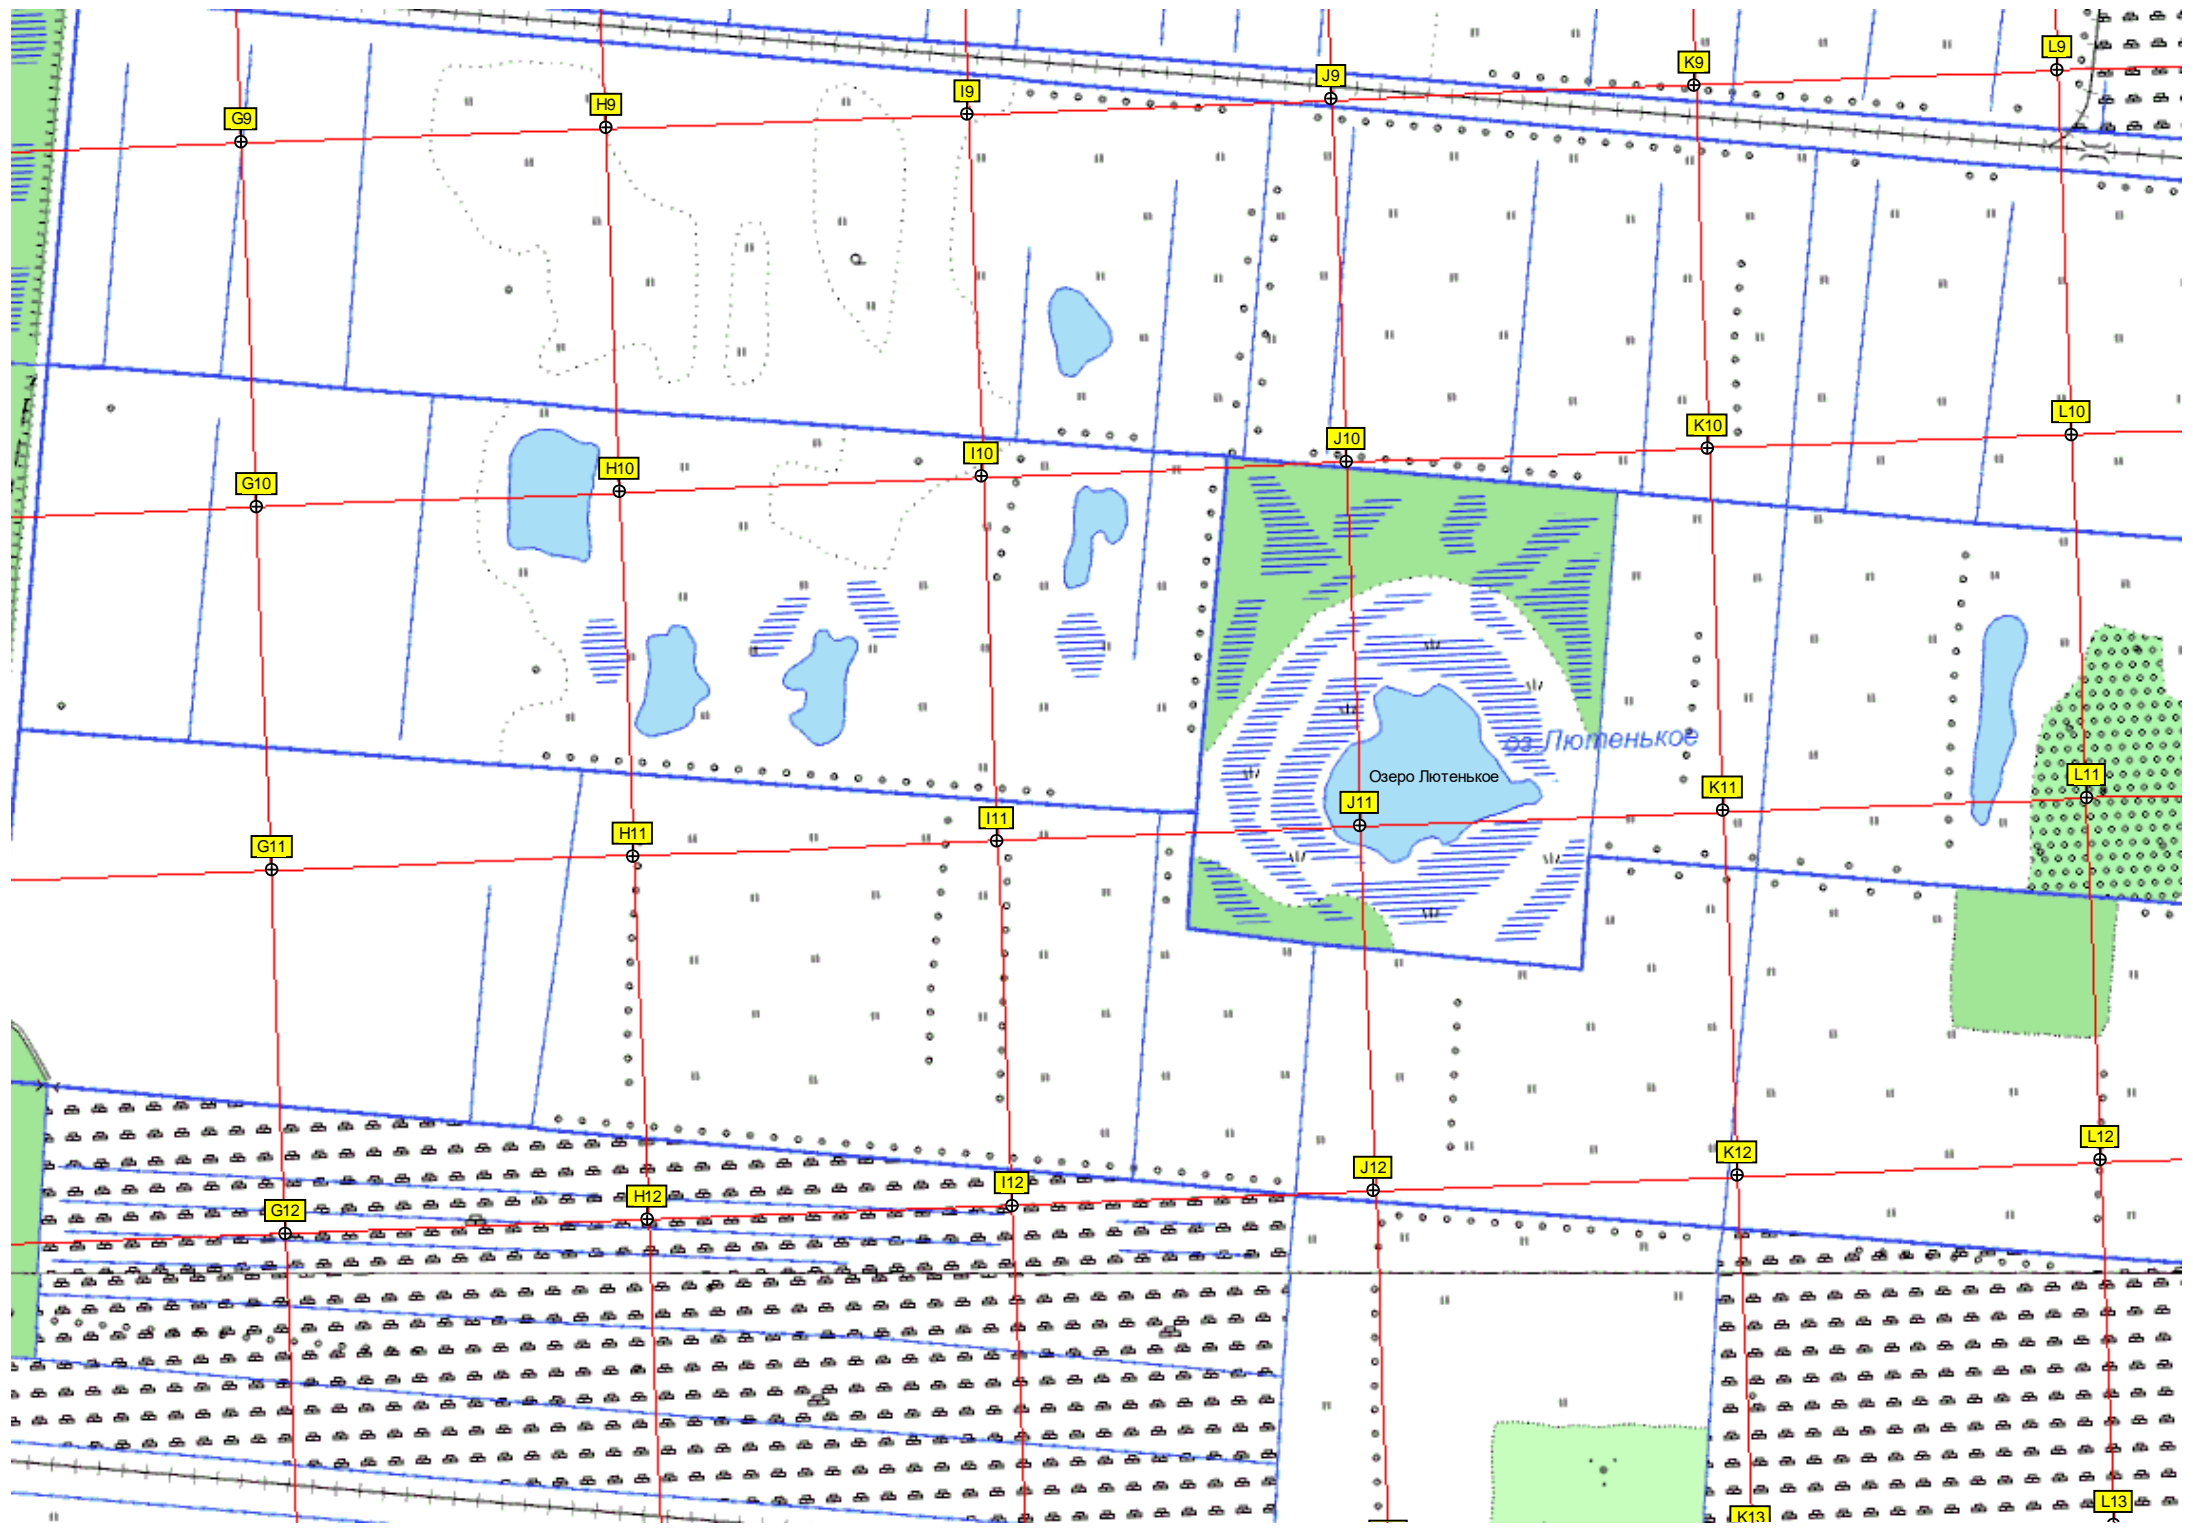 L9
K9
J9
I9
H9
G9
L10
K10
J10
I10
H10
G10
оз. Лютенькое
Озеро Лютенькое
L11
K11
J11
I11
H11
G11
L12
K12
J12
I12
H12
G12
L13
K13